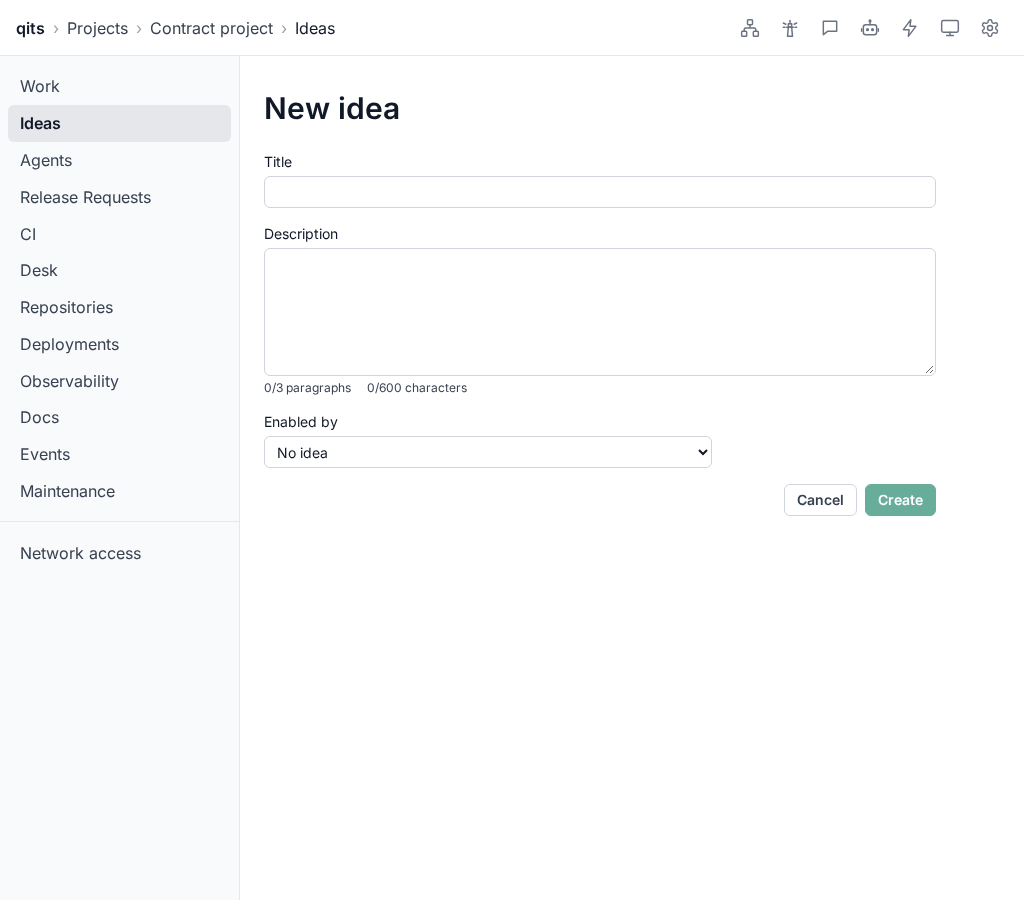 qits › Projects › Contract project › Ideas
Work
Ideas
Agents
Release Requests
CI
Desk
Repositories
Deployments
Observability
Docs
Events
Maintenance
Network access
New idea
Title
Description
0/3 paragraphs 0/600 characters
Enabled by
No idea
Cancel Create